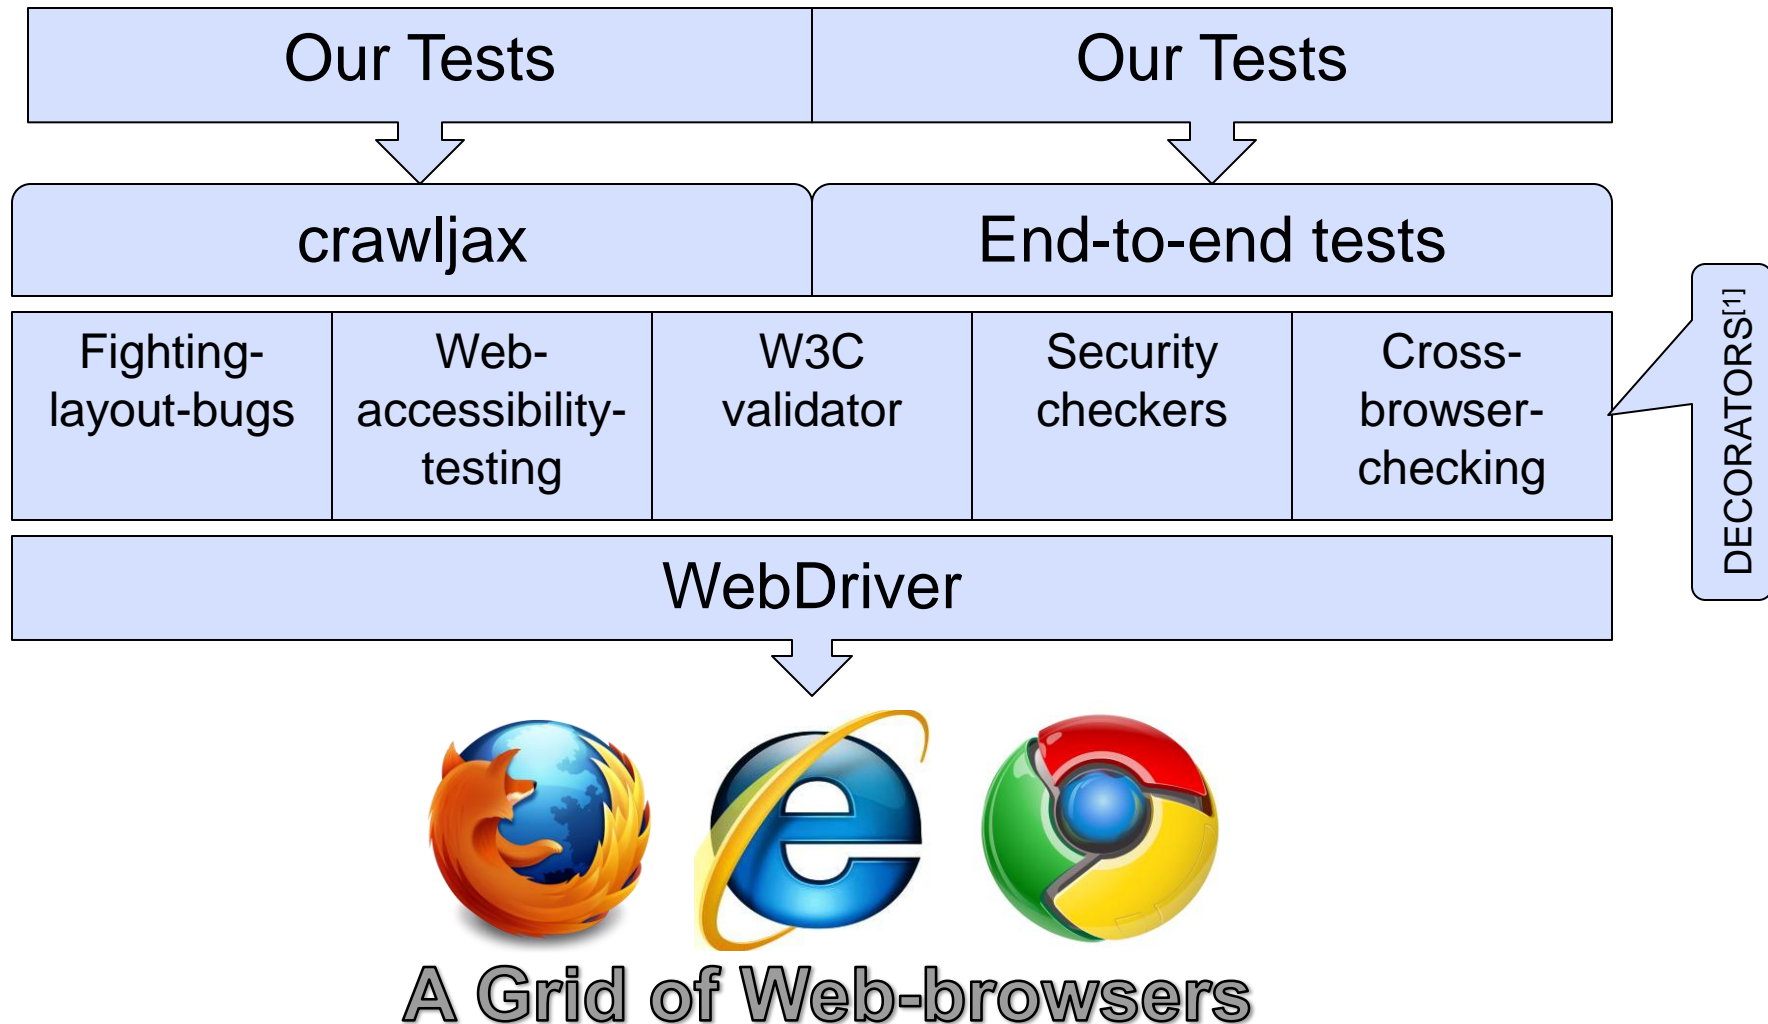 Our Tests
Our Tests
crawljax
End-to-end tests
Fighting-
layout-bugs
Web-
accessibility-
testing
W3C
validator
Security
checkers
Cross-
browser-
checking
DECORATORS[1]
WebDriver
A Grid of Web-browsers